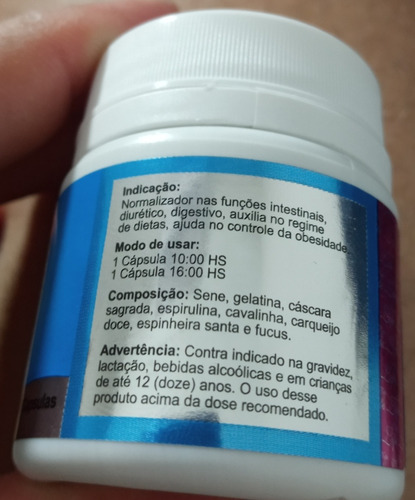 Indicação:
Normalizador nas funções intestinais,
diurético, digestivo, auxilia no regime
de dietas, ajuda no controle da obesidade.
Modo de usar:
1 Cápsula 10:00 HS
1 Cápsula 16:00 HS
Composição: Sene, gelatina, cáscara
sagrada, espirulina, cavalinha, carqueijo
doce, espinheira santa e fucus.
Advertência: Contra indicado na gravidez,
lactação, bebidas alcoólicas e em crianças
de até 12 (doze) anos. O uso desse
produto acima da dose recomendado.